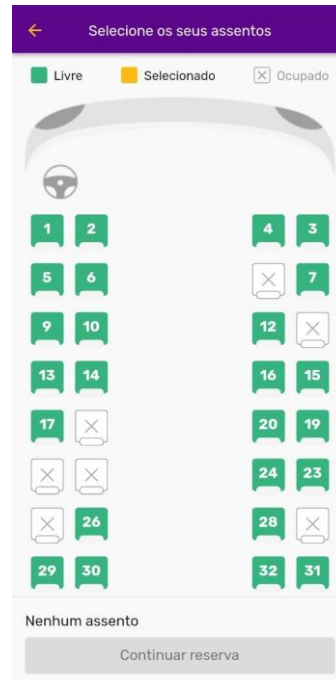 Selecione os seus assentos
Livre Selecionado Ocupado
1 2 4 3
5 6 7
9 10 12
13 14 16 15
17 20 19
24 23
26 28
29 30 32 31
Nenhum assento
Continuar reserva